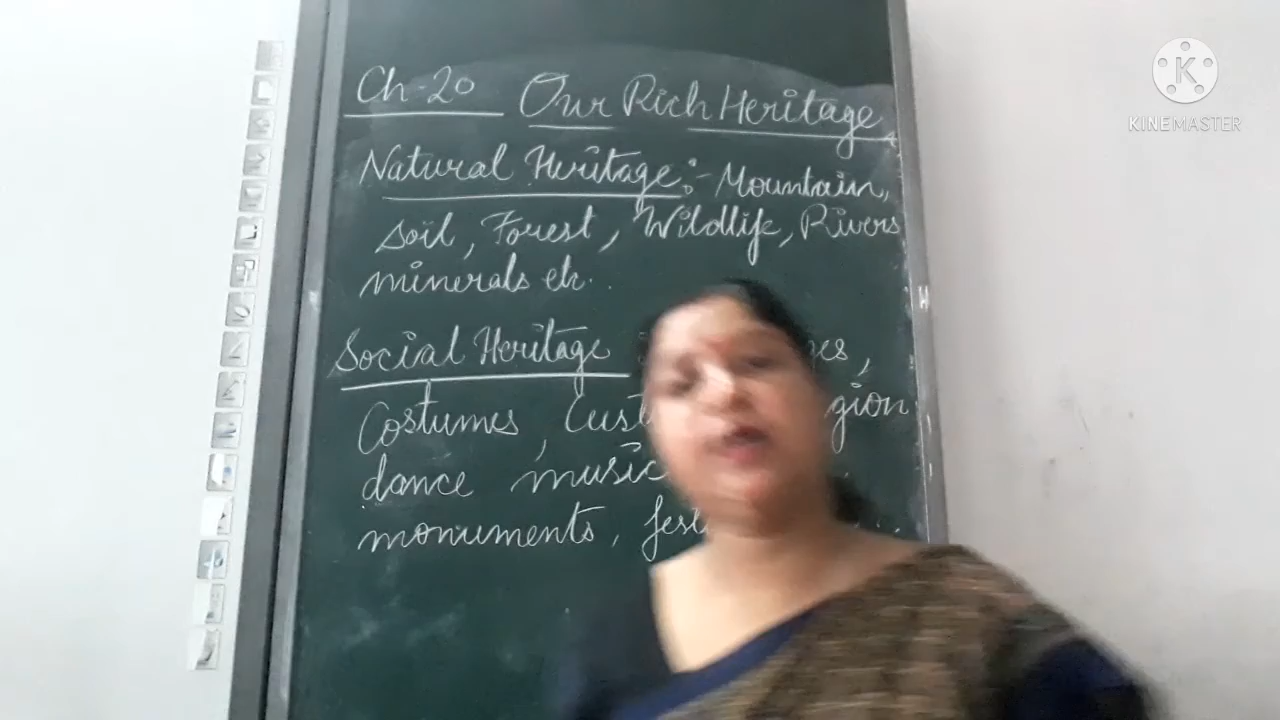 Ch-20 Our Rich Heritage
Natural Heritage :- Mountain,
Soil, Forest, Wildlife, Rivers
minerals etc..
Social Heritage
Costumes,
dance music
monuments,
KINEMASTER